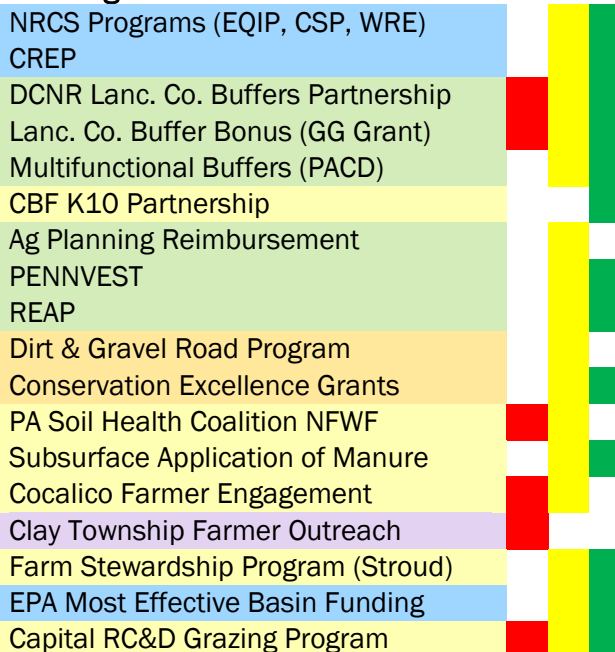 NRCS Programs (EQIP, CSP, WRE)
CREP
DCNR Lanc. Co. Buffers Partnership
Lanc. Co. Buffer Bonus (GG Grant)
Multifunctional Buffers (PACD)
CBF K10 Partnership
Ag Planning Reimbursement
PENNVEST
REAP
Dirt & Gravel Road Program
Conservation Excellence Grants
PA Soil Health Coalition NFWF
Subsurface Application of Manure
Cocalico Farmer Engagement
Clay Township Farmer Outreach
Farm Stewardship Program (Stroud)
EPA Most Effective Basin Funding
Capital RC&D Grazing Program